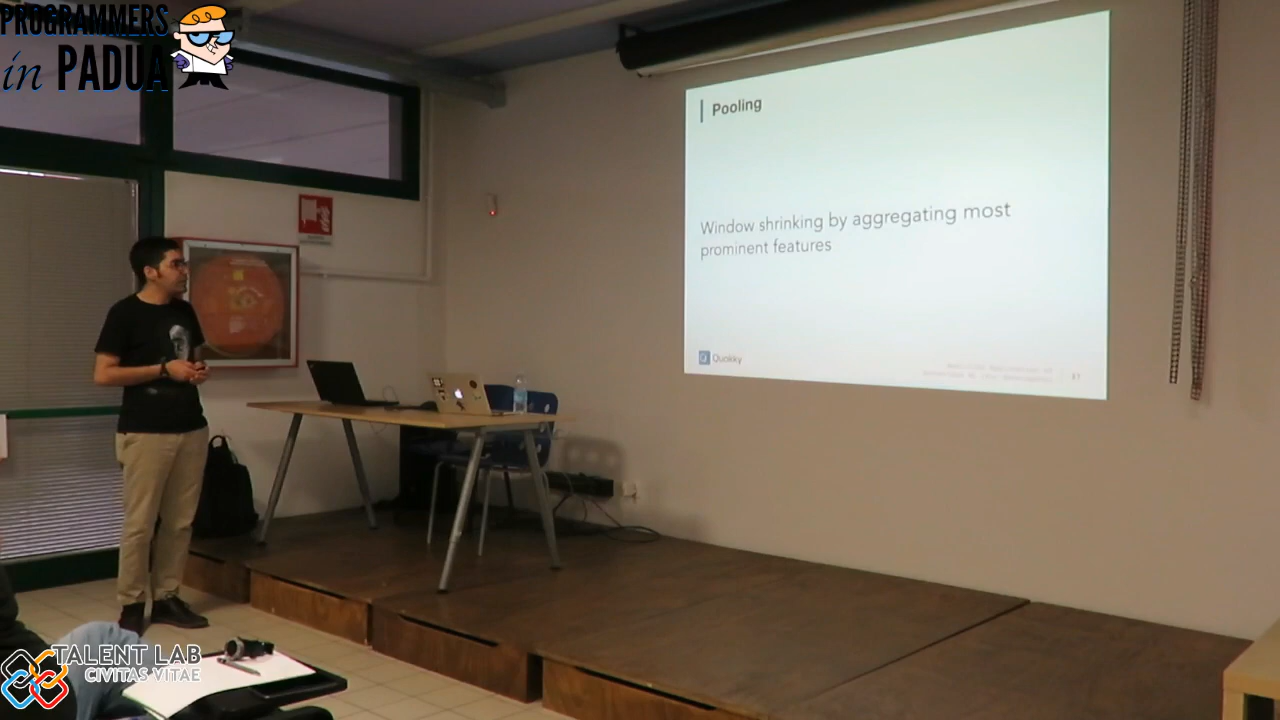 PROGRAMMERS
in PADUA
Pooling
Window shrinking by aggregating most
prominent features
Quokky
TALENT LAB
CIVITAS VITAE